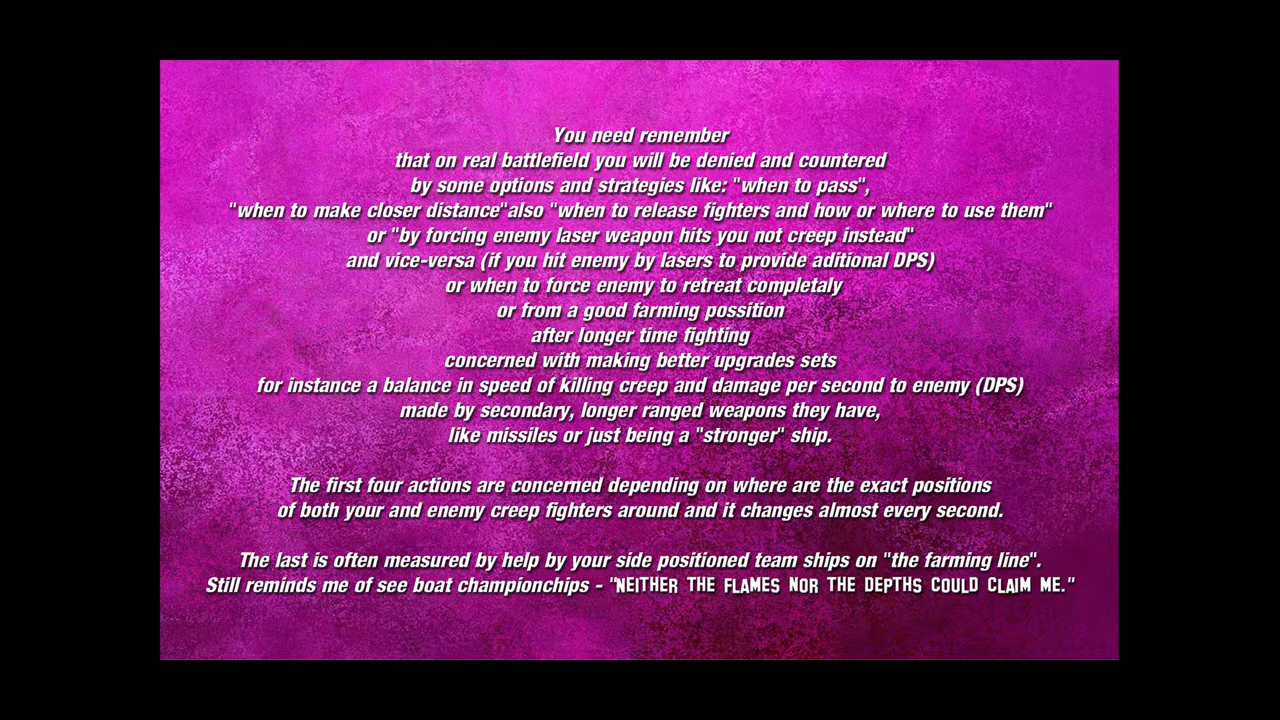 You need remember
that on real battlefield you will be denied and countered
by some options and strategies like: "when to pass",
"when to make closer distance"also "when to release fighters and how or where to use them"
or "by forcing enemy laser weapon hits you not creep instead"
and vice-versa (if you hit enemy by lasers to provide aditional DPS)
or when to force enemy to retreat completaly
or from a good farming possition
after longer time fighting
concerned with making better upgrades sets
for instance a balance in speed of killing creep and damage per second to enemy (DPS)
made by secondary, longer ranged weapons they have,
like missiles or just being a "stronger" ship.
The first four actions are concerned depending on where are the exact positions
of both your and enemy creep fighters around and it changes almost every second.
The last is often measured by help by your side positioned team ships on "the farming line".
Still reminds me of see boat championchips - "NEITHER THE FLAMES NOR THE DEPTHS COULD CLAIM ME."